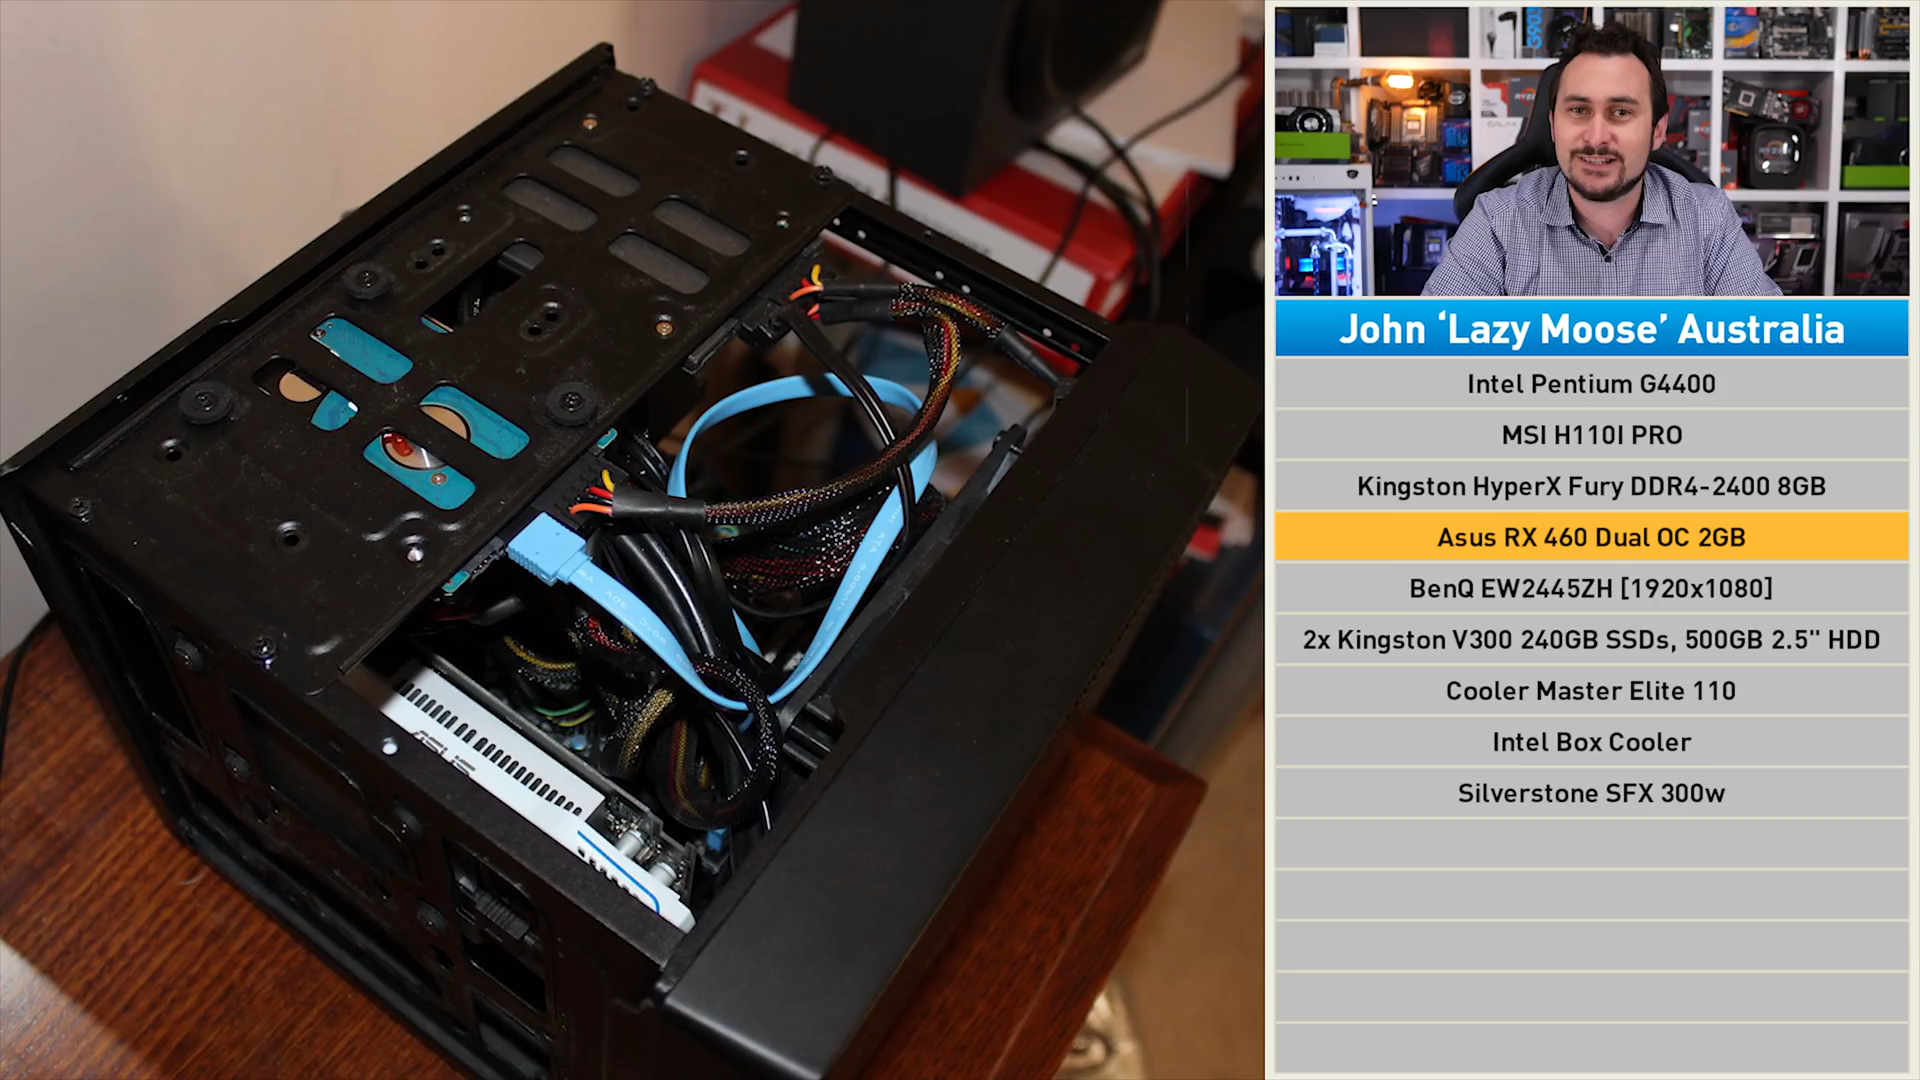 John ‘Lazy Moose’ Australia
Intel Pentium G4400
MSI H110I PRO
Kingston HyperX Fury DDR4-2400 8GB
Asus RX 460 Dual OC 2GB
BenQ EW2445ZH [1920x1080]
2x Kingston V300 240GB SSDs, 500GB 2.5" HDD
Cooler Master Elite 110
Intel Box Cooler
Silverstone SFX 300w
ASUS